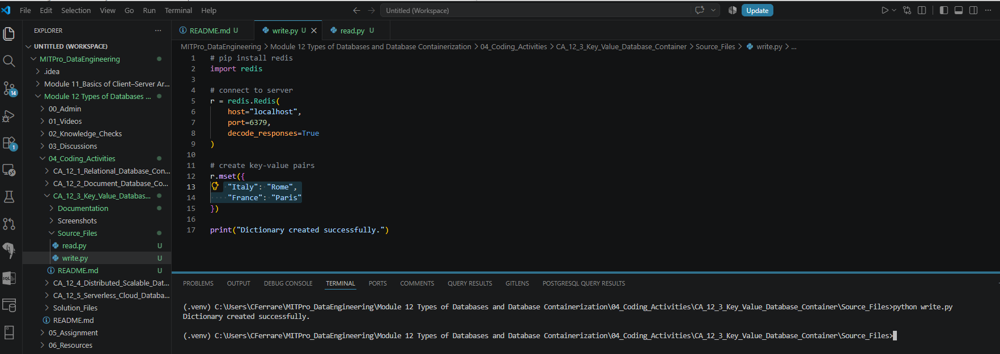 File Edit Selection View Go Run Terminal Help
Untitled (Workspace)
Update
EXPLORER
UNTITLED (WORKSPACE)
MITPro_DataEngineering
.idea
Module 11_Basics of Client–Server Ar...
Module 12 Types of Databases ...
00_Admin
01_Videos
02_Knowledge_Checks
03_Discussions
04_Coding_Activities
CA_12_1_Relational_Database_Con...
CA_12_2_Document_Database_Co...
CA_12_3_Key_Value_Databas...
Documentation
Screenshots
Source_Files
read.py U
write.py U
README.md U
CA_12_4_Distributed_Scalable_Dat...
CA_12_5_Serverless_Cloud_Databa...
Solution_Files
README.md
05_Assignment
06_Resources
14
1
SQL
README.md U
write.py U
read.py U
MITPro_DataEngineering > Module 12 Types of Databases and Database Containerization > 04_Coding_Activities > CA_12_3_Key_Value_Database_Container > Source_Files > write.py > ...
1 # pip install redis
2 import redis
3
4 # connect to server
5 r = redis.Redis(
6     host="localhost",
7     port=6379,
8     decode_responses=True
9 )
10
11 # create key-value pairs
12 r.mset({
13     "Italy": "Rome",
14     "France": "Paris"
15 })
16
17 print("Dictionary created successfully.")
PROBLEMS OUTPUT DEBUG CONSOLE TERMINAL PORTS COMMENTS QUERY RESULTS GITLENS POSTGRESQL QUERY RESULTS
(.venv) C:\Users\CFerrare\MITPro_DataEngineering\Module 12 Types of Databases and Database Containerization\04_Coding_Activities\CA_12_3_Key_Value_Database_Container\Source_Files>python write.py
Dictionary created successfully.
(.venv) C:\Users\CFerrare\MITPro_DataEngineering\Module 12 Types of Databases and Database Containerization\04_Coding_Activities\CA_12_3_Key_Value_Database_Container\Source_Files>